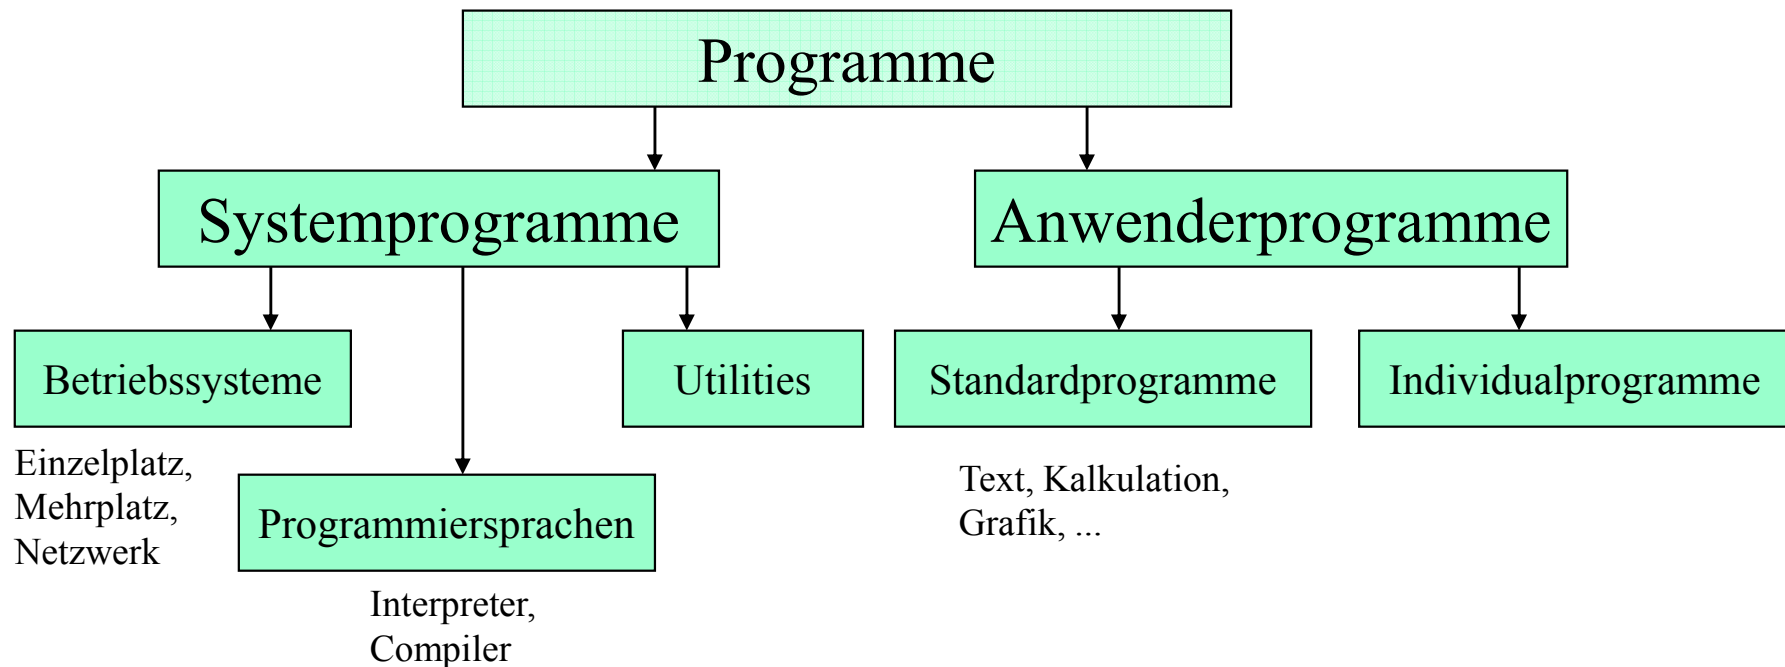 Programme
Systemprogramme
Anwenderprogramme
Betriebssysteme
Utilities
Standardprogramme
Individualprogramme
Einzelplatz,
Mehrplatz,
Netzwerk
Programmiersprachen
Text, Kalkulation,
Grafik, ...
Interpreter,
Compiler